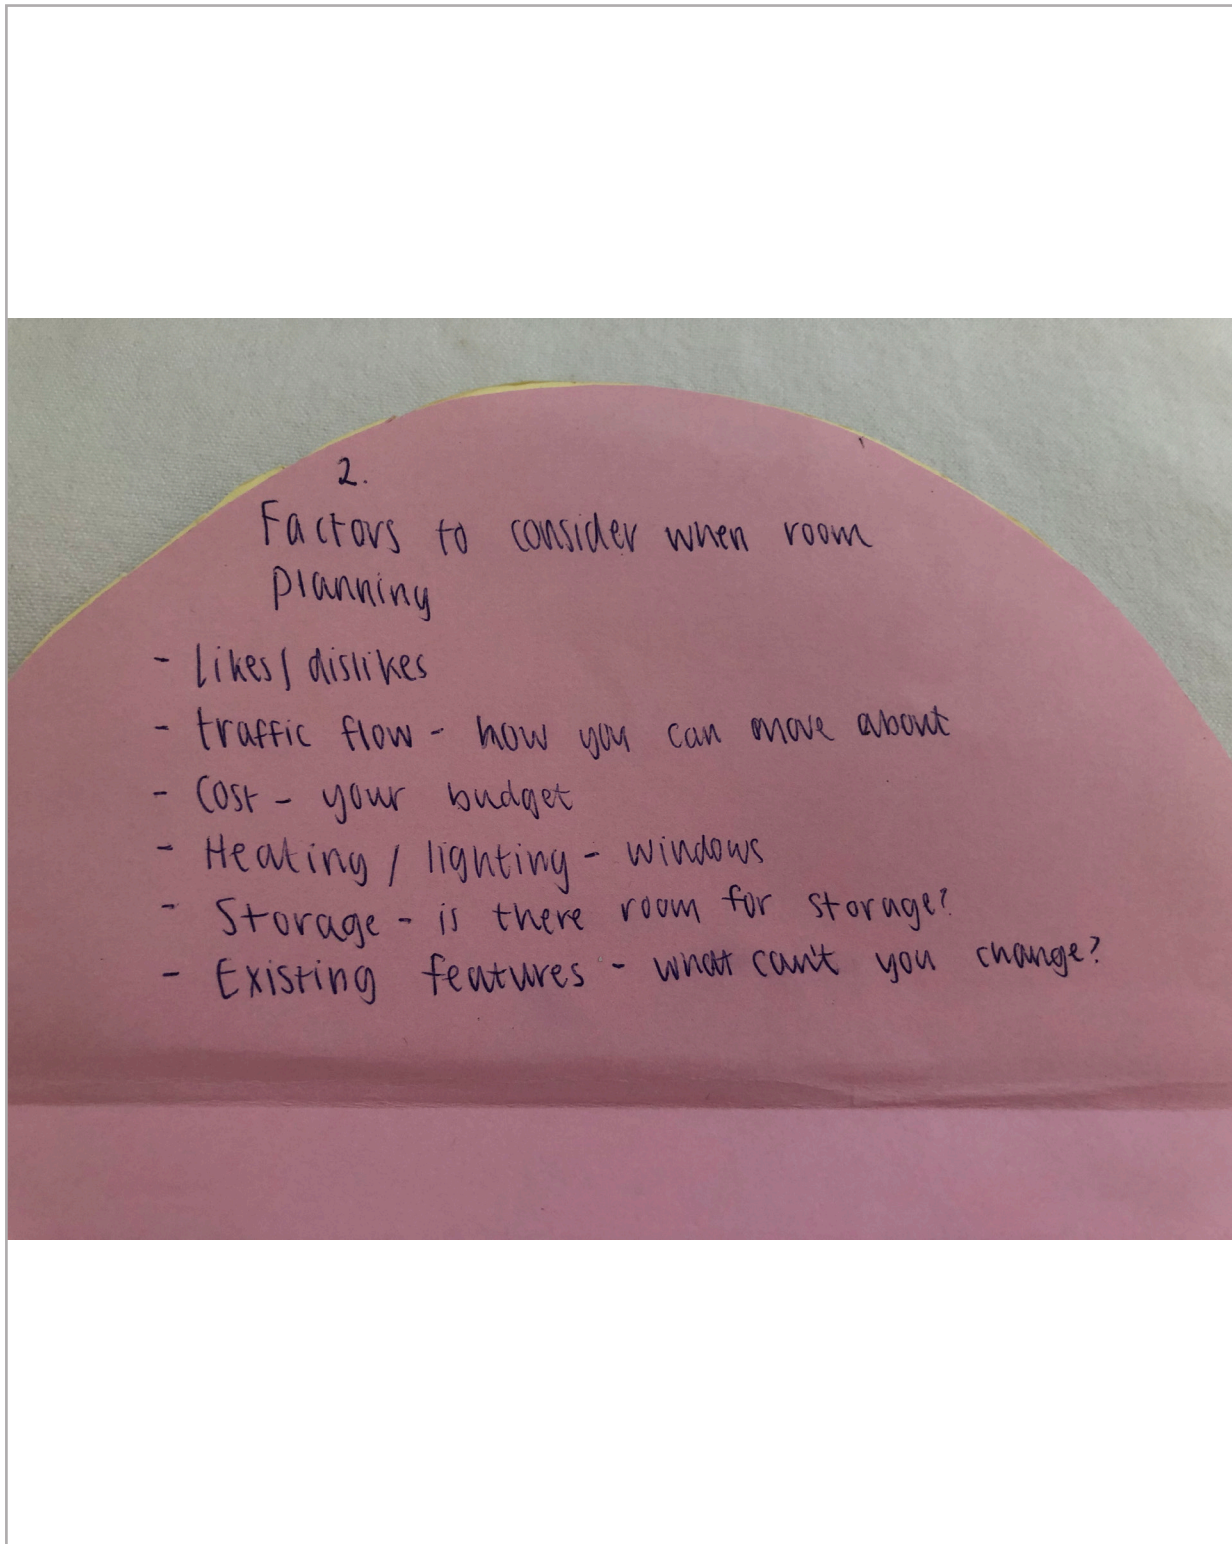 2.
Factors to consider when room
planning
- likes/dislikes
- traffic flow - how you can move about
- Cost - your budget
- Heating / lighting - windows
- Storage - is there room for storage?
- Existing features - what can't you change?